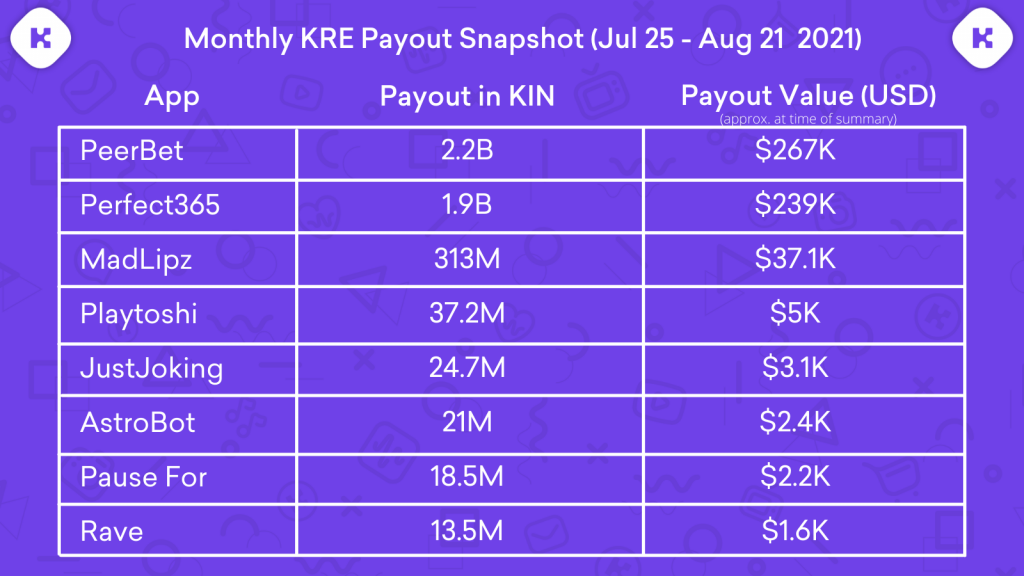 Monthly KRE Payout Snapshot (Jul 25 - Aug 21 2021)
App Payout in KIN Payout Value (USD)
(approx. at time of summary)
PeerBet 2.2B $267K
Perfect365 1.9B $239K
MadLipz 313M $37.1K
Playtoshi 37.2M $5K
JustJoking 24.7M $3.1K
AstroBot 21M $2.4K
Pause For 18.5M $2.2K
Rave 13.5M $1.6K